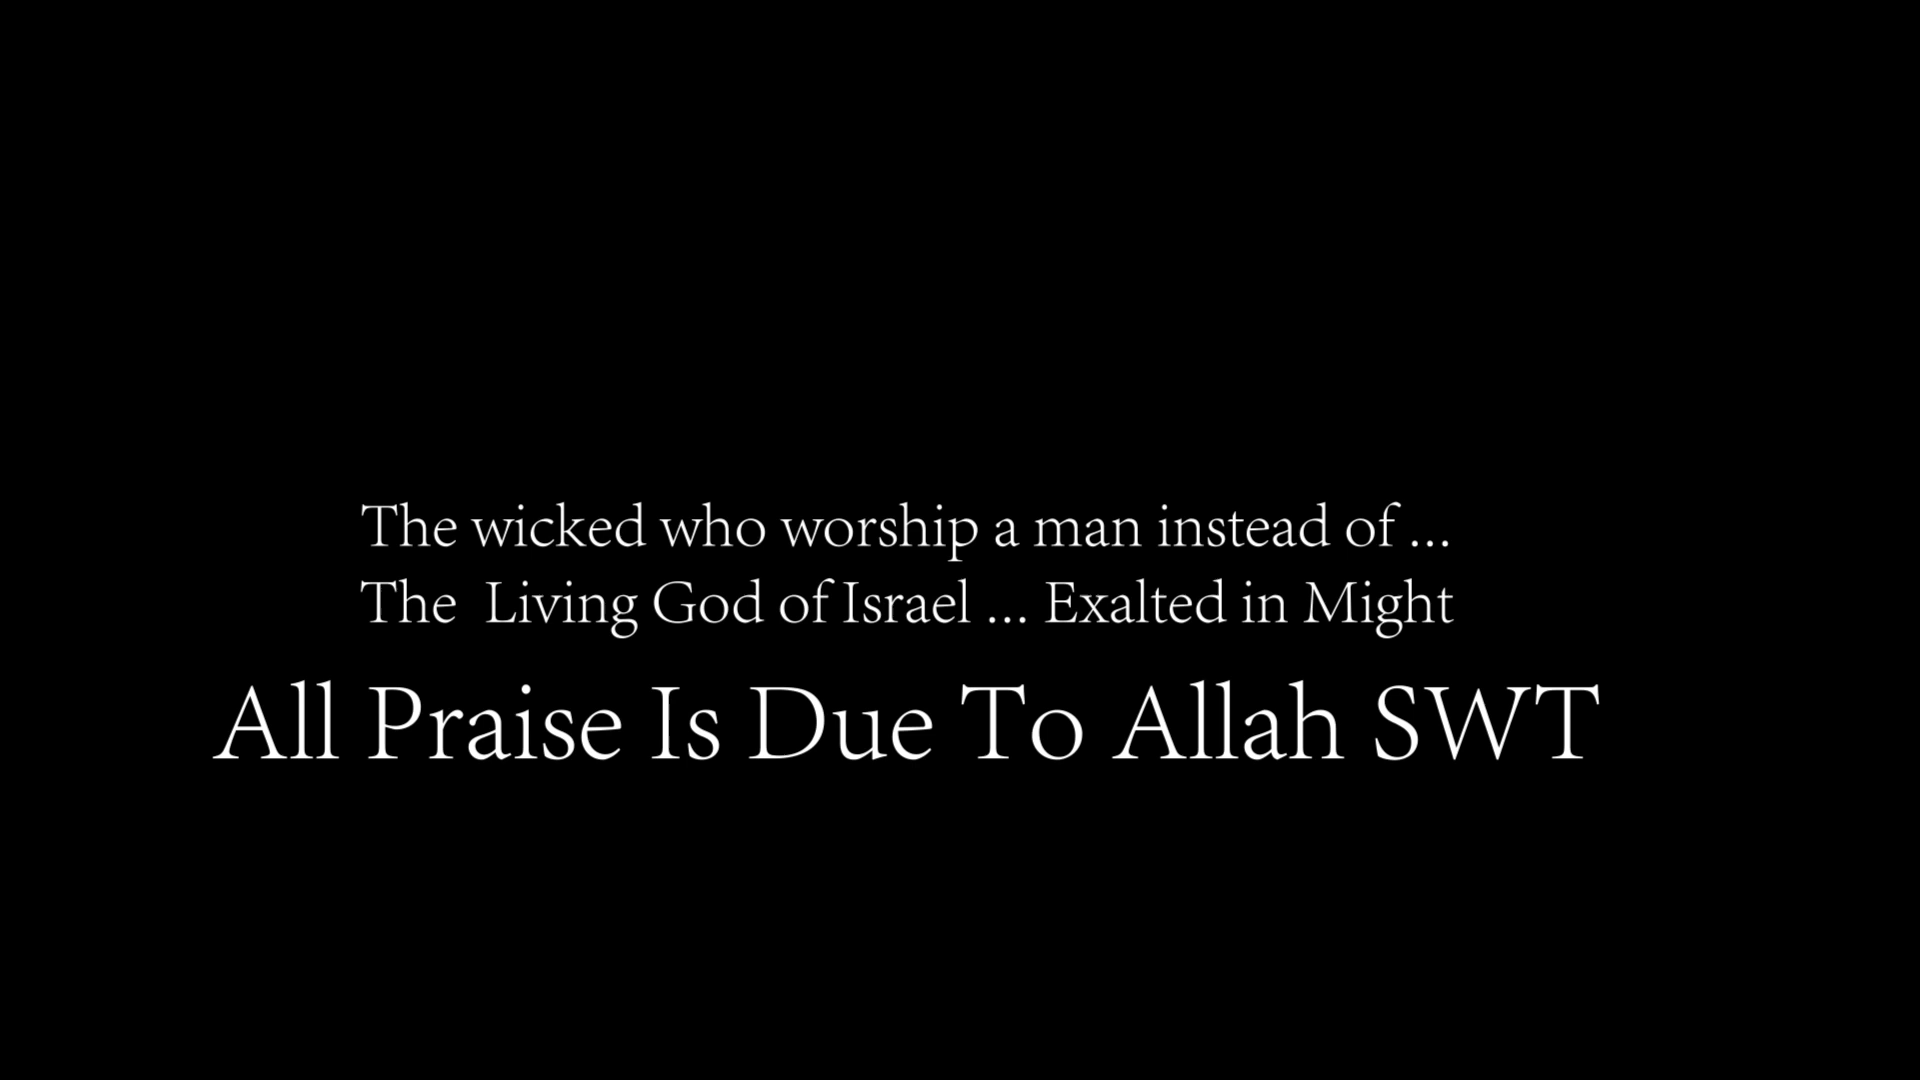 The wicked who worship a man instead of ...
The  Living God of Israel ... Exalted in Might
All Praise Is Due To Allah SWT